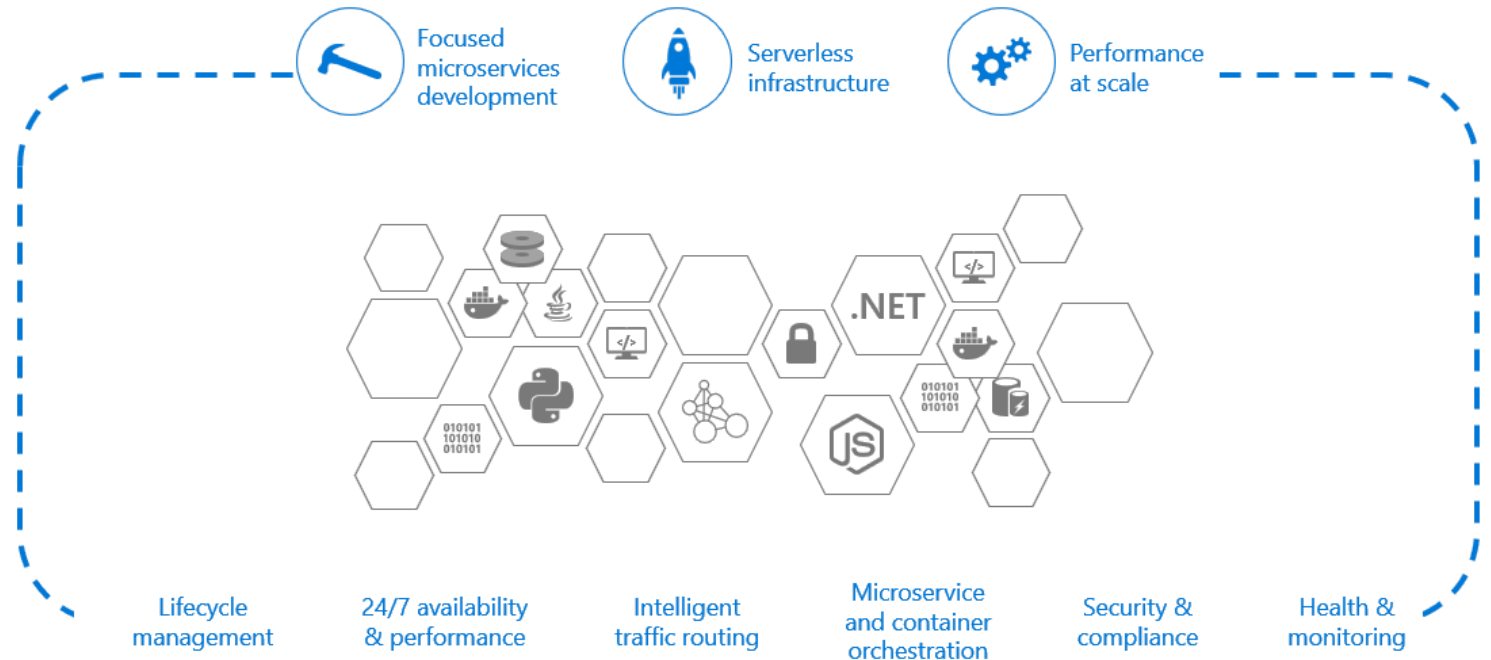 Focused
microservices
development
Serverless
infrastructure
Performance
at scale
</>
.NET
</>
010101
101010
010101
JS
010101
101010
010101
Lifecycle
management
24/7 availability
& performance
Intelligent
traffic routing
Microservice
and container
orchestration
Security &
compliance
Health &
monitoring